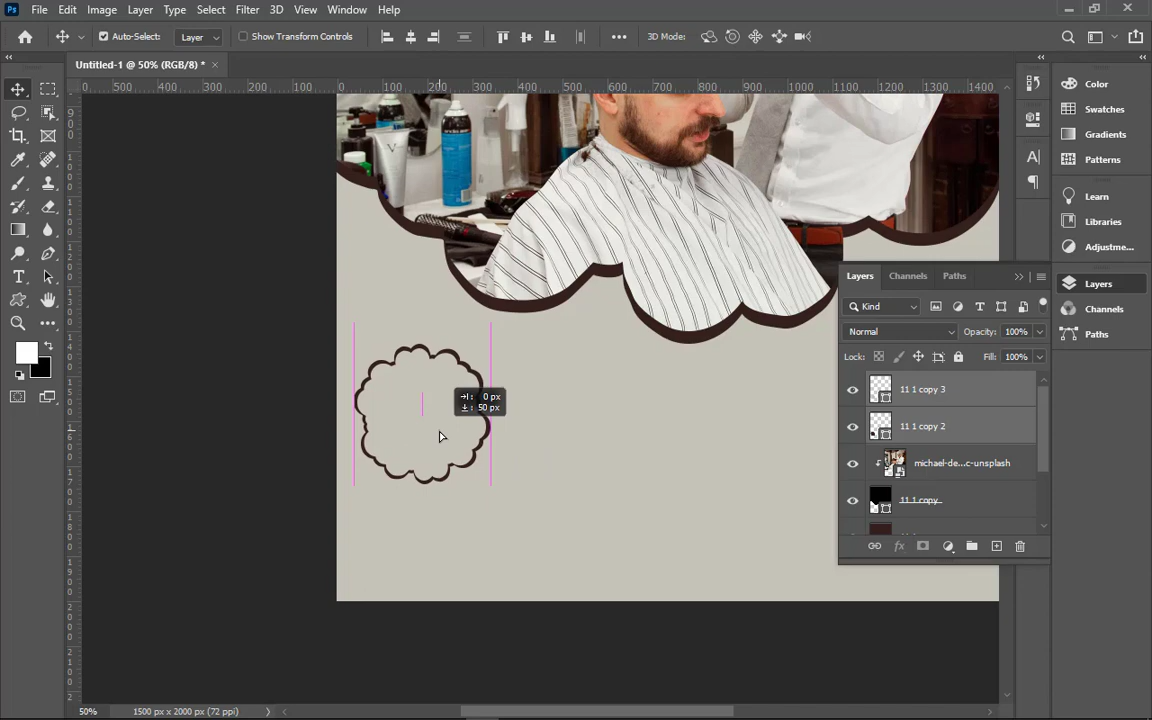 Ps File Edit Image Layer Type Select Filter 3D View Window Help
Auto-Select: Layer Show Transform Controls 3D Mode:
Untitled-1 @ 50% (RGB/8) *
500 400 300 200 100 0 100 200 300 400 500 600 700 800 900 1000 1100 1200 1300 1400
→|: 0 px
↓: 50 px
Color
Swatches
Gradients
Patterns
Learn
Libraries
Adjustme...
Layers
Channels
Paths
Layers Channels Paths
Kind
Normal Opacity: 100%
Lock: Fill: 100%
11 1 copy 3
11 1 copy 2
michael-de...c-unsplash
11 1 copy
50% 1500 px x 2000 px (72 ppi)